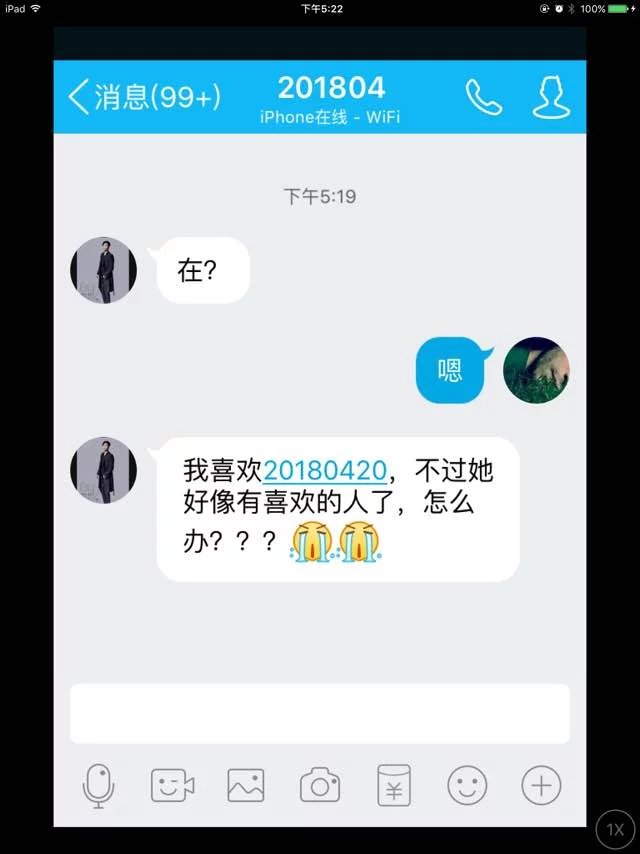 iPad 下午5:22 100%
消息(99+) 201804
iPhone在线 - WiFi
下午5:19
在?
嗯
我喜欢20180420，不过她
好像有喜欢的人了，怎么
办？？？
1X